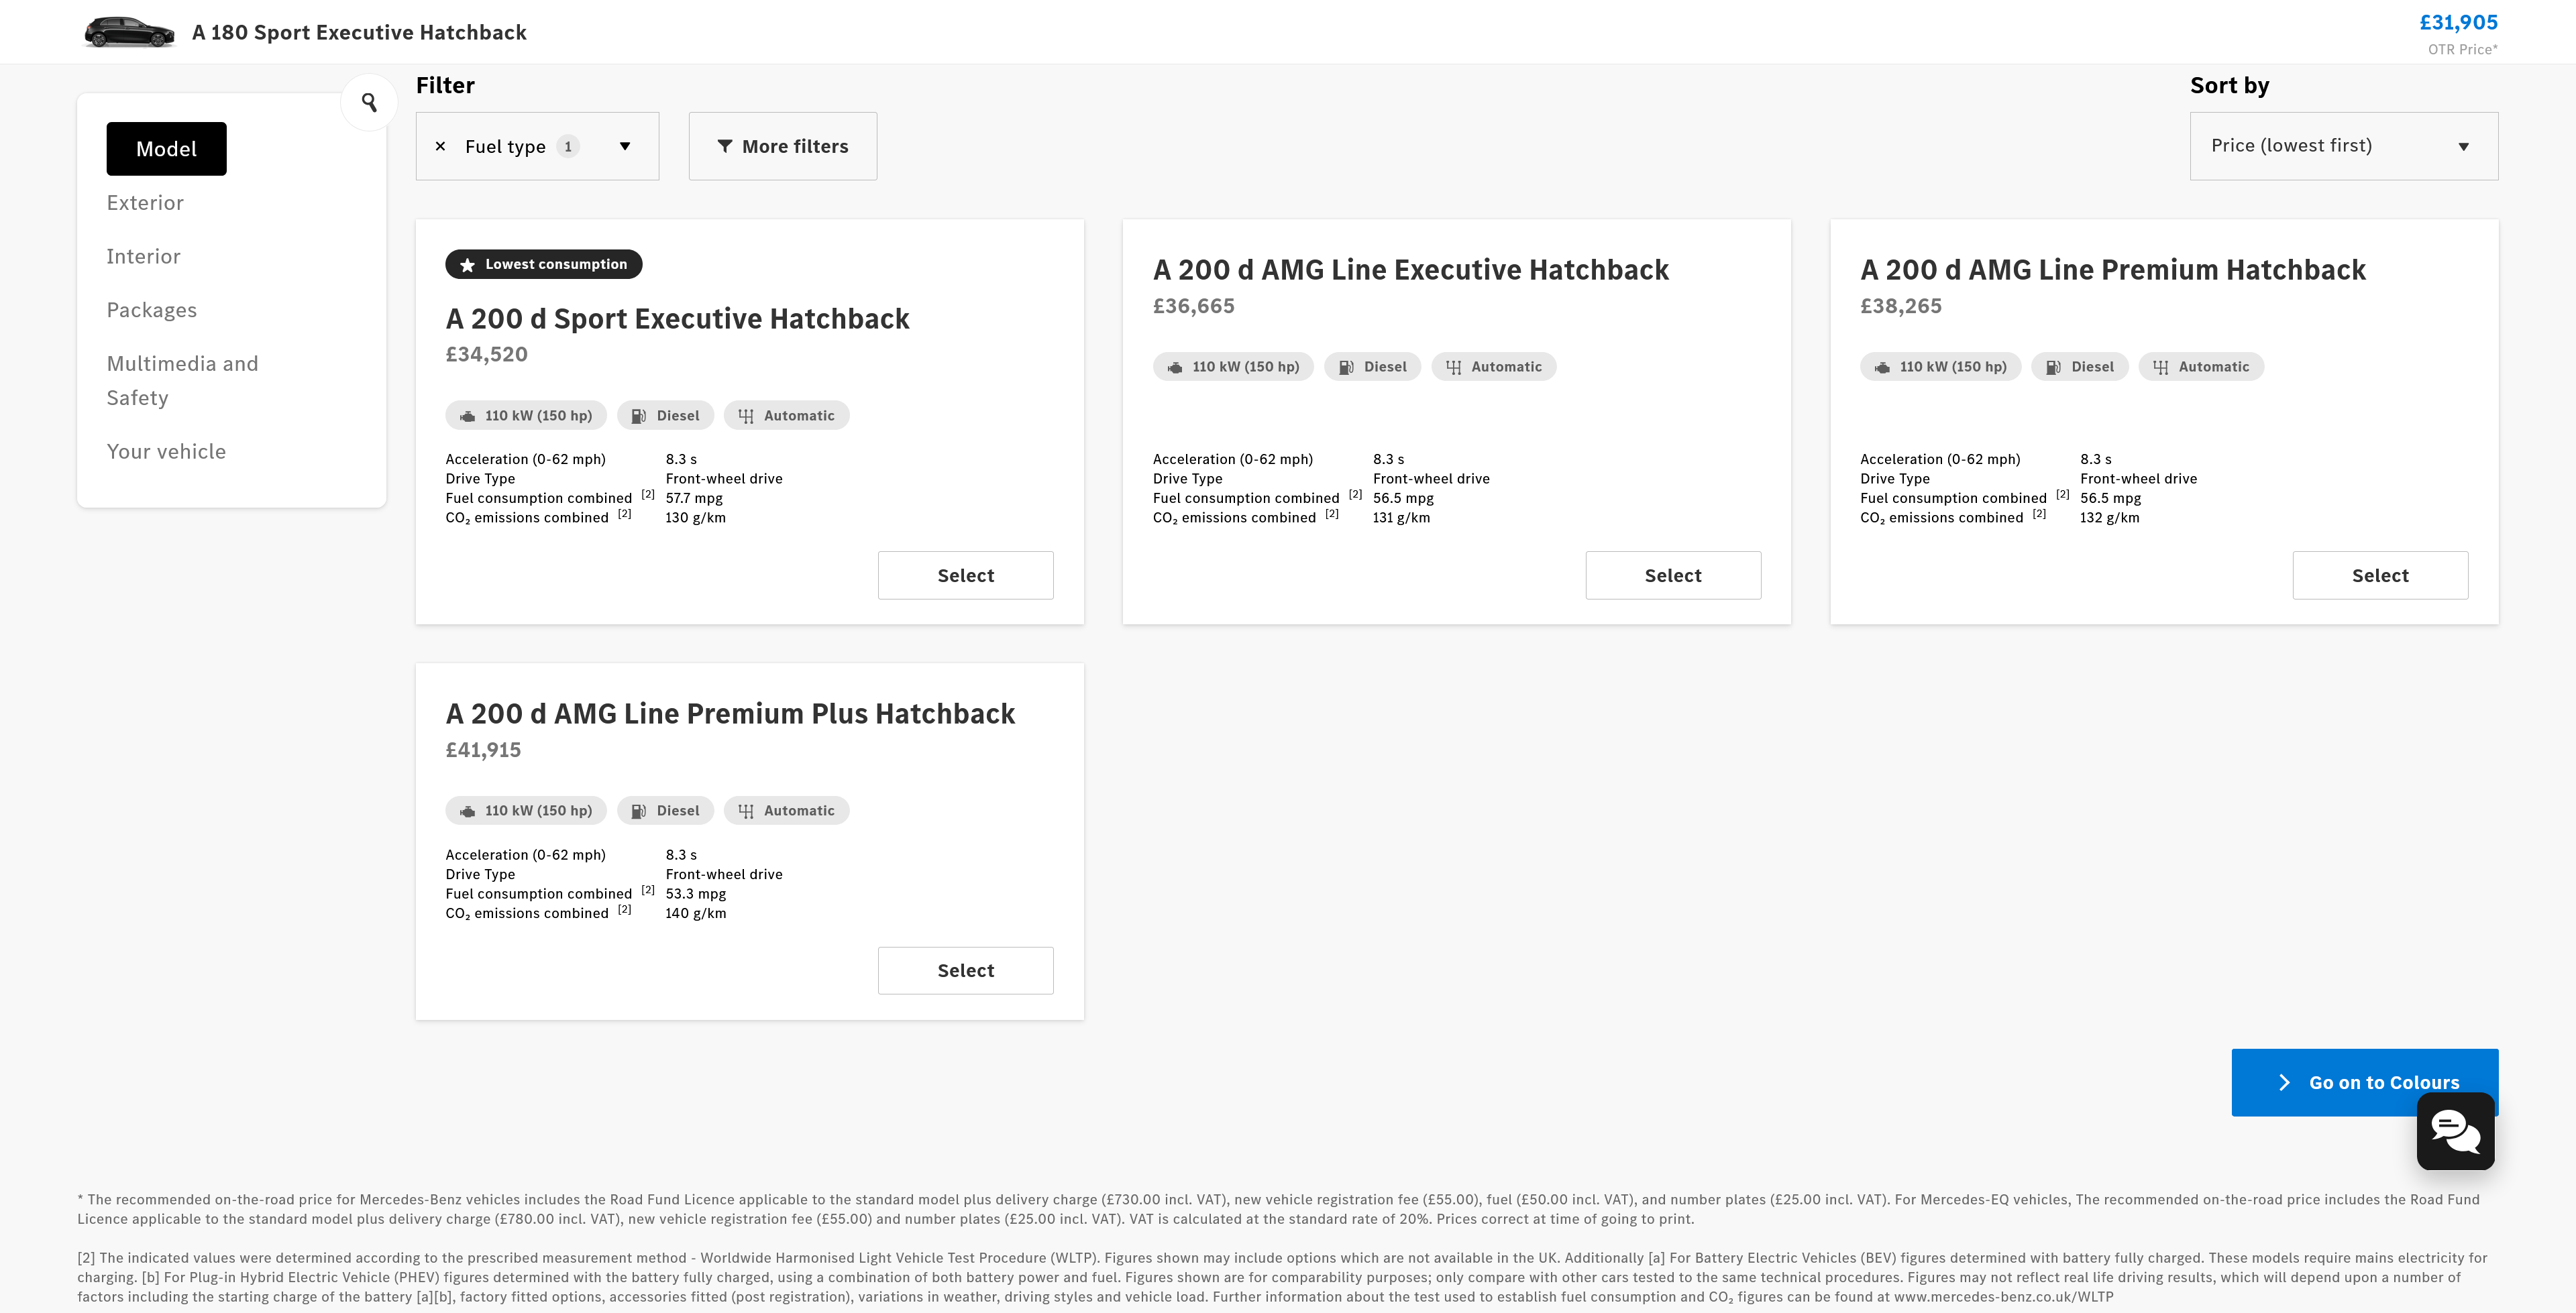 A 180 Sport Executive Hatchback
£31,905
OTR Price*
Model
Exterior
Interior
Packages
Multimedia and
Safety
Your vehicle
Filter
Fuel type 1
More filters
Sort by
Price (lowest first)
Lowest consumption
A 200 d Sport Executive Hatchback
£34,520
110 kW (150 hp) Diesel Automatic
Acceleration (0-62 mph) 8.3 s
Drive Type Front-wheel drive
Fuel consumption combined [2] 57.7 mpg
CO₂ emissions combined [2] 130 g/km
Select
A 200 d AMG Line Executive Hatchback
£36,665
110 kW (150 hp) Diesel Automatic
Acceleration (0-62 mph) 8.3 s
Drive Type Front-wheel drive
Fuel consumption combined [2] 56.5 mpg
CO₂ emissions combined [2] 131 g/km
Select
A 200 d AMG Line Premium Hatchback
£38,265
110 kW (150 hp) Diesel Automatic
Acceleration (0-62 mph) 8.3 s
Drive Type Front-wheel drive
Fuel consumption combined [2] 56.5 mpg
CO₂ emissions combined [2] 132 g/km
Select
A 200 d AMG Line Premium Plus Hatchback
£41,915
110 kW (150 hp) Diesel Automatic
Acceleration (0-62 mph) 8.3 s
Drive Type Front-wheel drive
Fuel consumption combined [2] 53.3 mpg
CO₂ emissions combined [2] 140 g/km
Select
Go on to Colours
* The recommended on-the-road price for Mercedes-Benz vehicles includes the Road Fund Licence applicable to the standard model plus delivery charge (£730.00 incl. VAT), new vehicle registration fee (£55.00), fuel (£50.00 incl. VAT), and number plates (£25.00 incl. VAT). For Mercedes-EQ vehicles, The recommended on-the-road price includes the Road Fund
Licence applicable to the standard model plus delivery charge (£780.00 incl. VAT), new vehicle registration fee (£55.00) and number plates (£25.00 incl. VAT). VAT is calculated at the standard rate of 20%. Prices correct at time of going to print.
[2] The indicated values were determined according to the prescribed measurement method - Worldwide Harmonised Light Vehicle Test Procedure (WLTP). Figures shown may include options which are not available in the UK. Additionally [a] For Battery Electric Vehicles (BEV) figures determined with battery fully charged. These models require mains electricity for
charging. [b] For Plug-in Hybrid Electric Vehicle (PHEV) figures determined with the battery fully charged, using a combination of both battery power and fuel. Figures shown are for comparability purposes; only compare with other cars tested to the same technical procedures. Figures may not reflect real life driving results, which will depend upon a number of
factors including the starting charge of the battery [a][b], factory fitted options, accessories fitted (post registration), variations in weather, driving styles and vehicle load. Further information about the test used to establish fuel consumption and CO₂ figures can be found at www.mercedes-benz.co.uk/WLTP